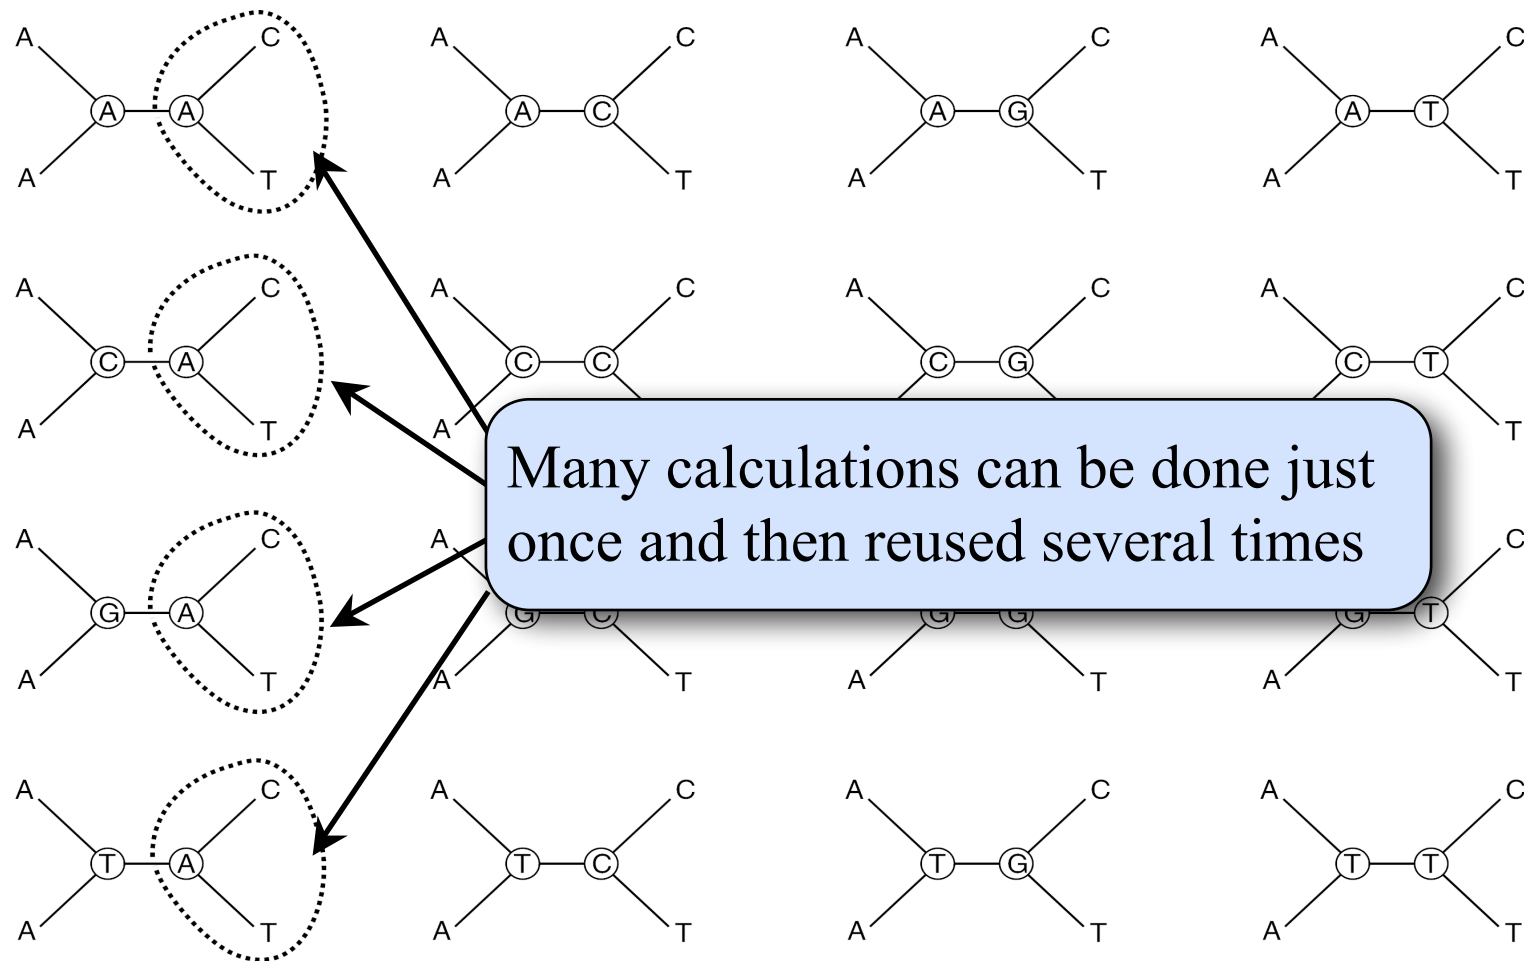 A C A C A C A C
A A A C A G A T
A T A T A T A T
A C A C A C A C
C A C C C G C T
A T A T
Many calculations can be done just
once and then reused several times
A C A C
G A G C G G G T
A T A T A T A T
A C A C A C A C
T A T C T G T T
A T A T A T A T